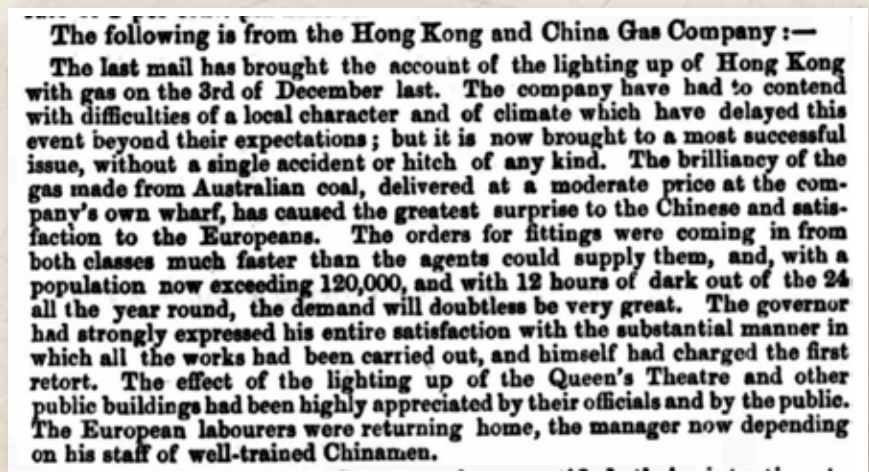 The following is from the Hong Kong and China Gas Company :—
The last mail has brought the account of the lighting up of Hong Kong
with gas on the 3rd of December last. The company have had to contend
with difficulties of a local character and of climate which have delayed this
event beyond their expectations ; but it is now brought to a most successful
issue, without a single accident or hitch of any kind. The brilliancy of the
gas made from Australian coal, delivered at a moderate price at the com-
pany's own wharf, has caused the greatest surprise to the Chinese and satis-
faction to the Europeans. The orders for fittings were coming in from
both classes much faster than the agents could supply them, and, with a
population now exceeding 120,000, and with 12 hours of dark out of the 24
all the year round, the demand will doubtless be very great. The governor
had strongly expressed his entire satisfaction with the substantial manner in
which all the works had been carried out, and himself had charged the first
retort. The effect of the lighting up of the Queen's Theatre and other
public buildings had been highly appreciated by their officials and by the public.
The European labourers were returning home, the manager now depending
on his staff of well-trained Chinamen.